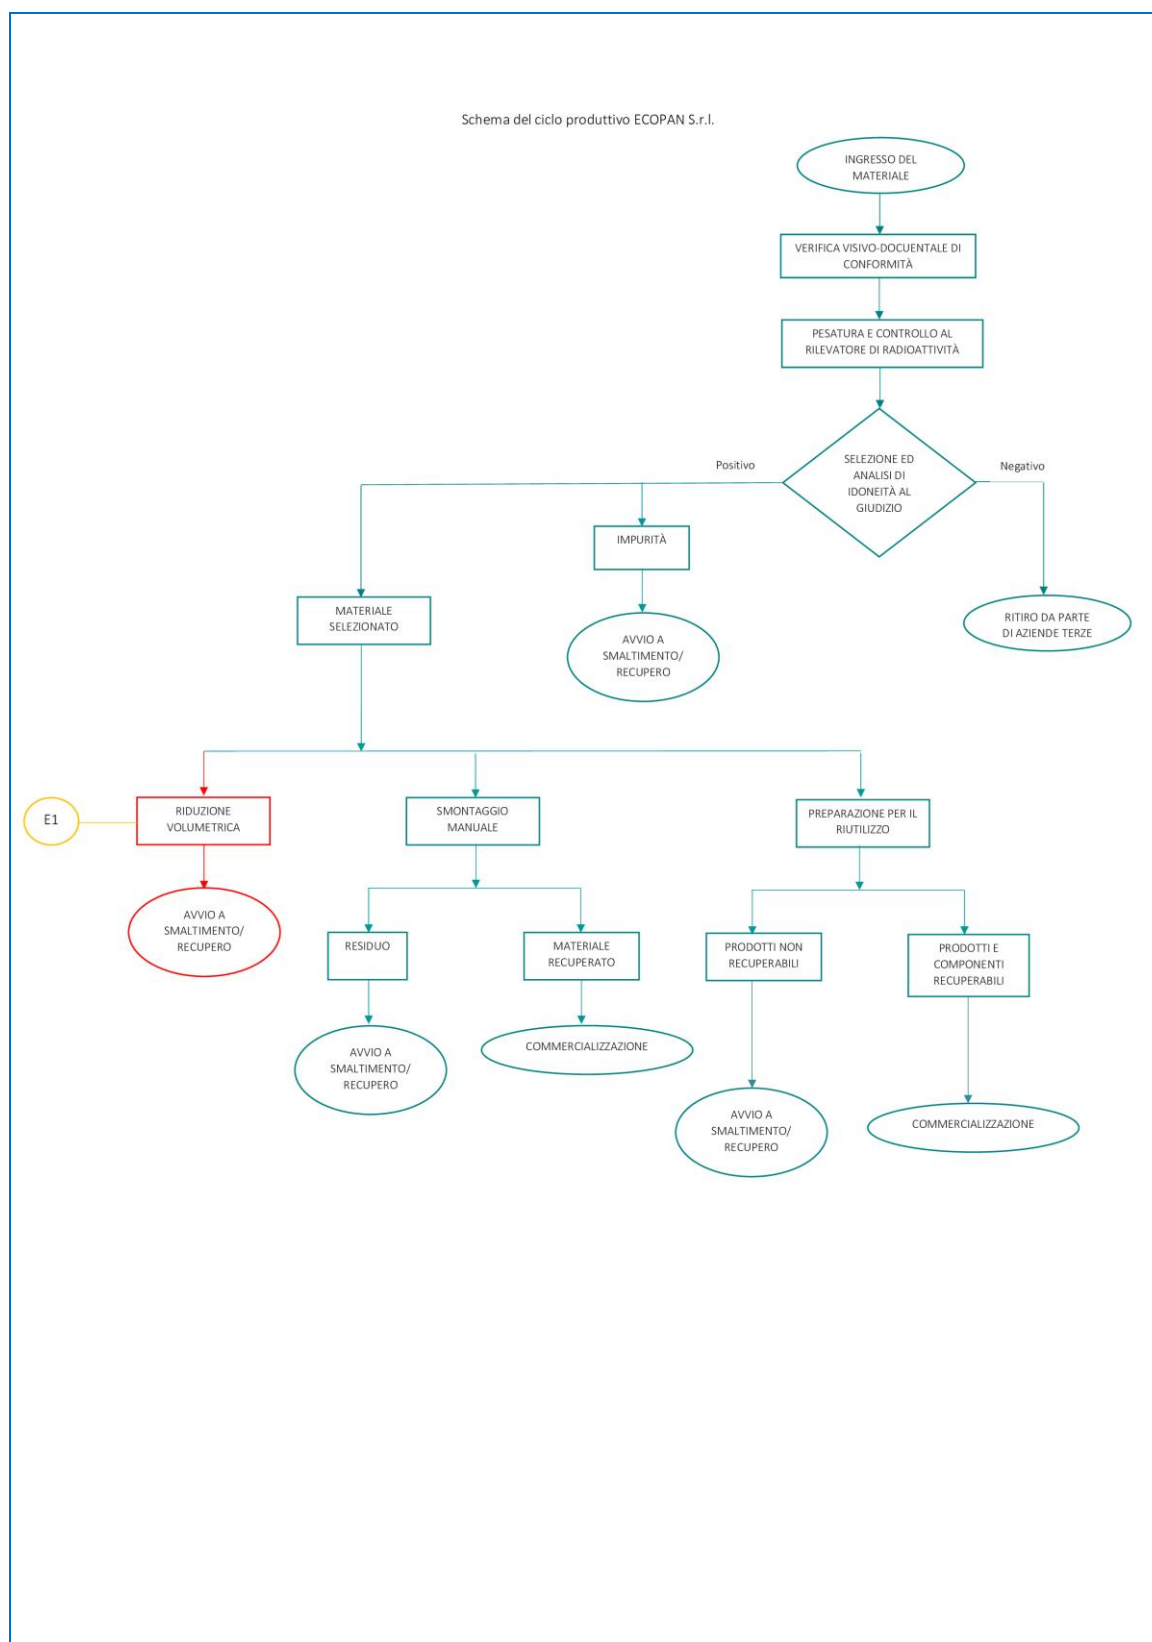 Schema del ciclo produttivo ECOPAN S.r.l.
INGRESSO DEL
MATERIALE
VERIFICA VISIVO-DOCUENTALE DI
CONFORMITÀ
PESATURA E CONTROLLO AL
RILEVATORE DI RADIOATTIVITÀ
Positivo
SELEZIONE ED
ANALISI DI
IDONEITÀ AL
GIUDIZIO
Negativo
IMPURITÀ
MATERIALE
SELEZIONATO
AVVIO A
SMALTIMENTO/
RECUPERO
RITIRO DA PARTE
DI AZIENDE TERZE
E1
RIDUZIONE
VOLUMETRICA
SMONTAGGIO
MANUALE
PREPARAZIONE PER IL
RIUTILIZZO
AVVIO A
SMALTIMENTO/
RECUPERO
RESIDUO
MATERIALE
RECUPERATO
PRODOTTI NON
RECUPERABILI
PRODOTTI E
COMPONENTI
RECUPERABILI
AVVIO A
SMALTIMENTO/
RECUPERO
COMMERCIALIZZAZIONE
AVVIO A
SMALTIMENTO/
RECUPERO
COMMERCIALIZZAZIONE